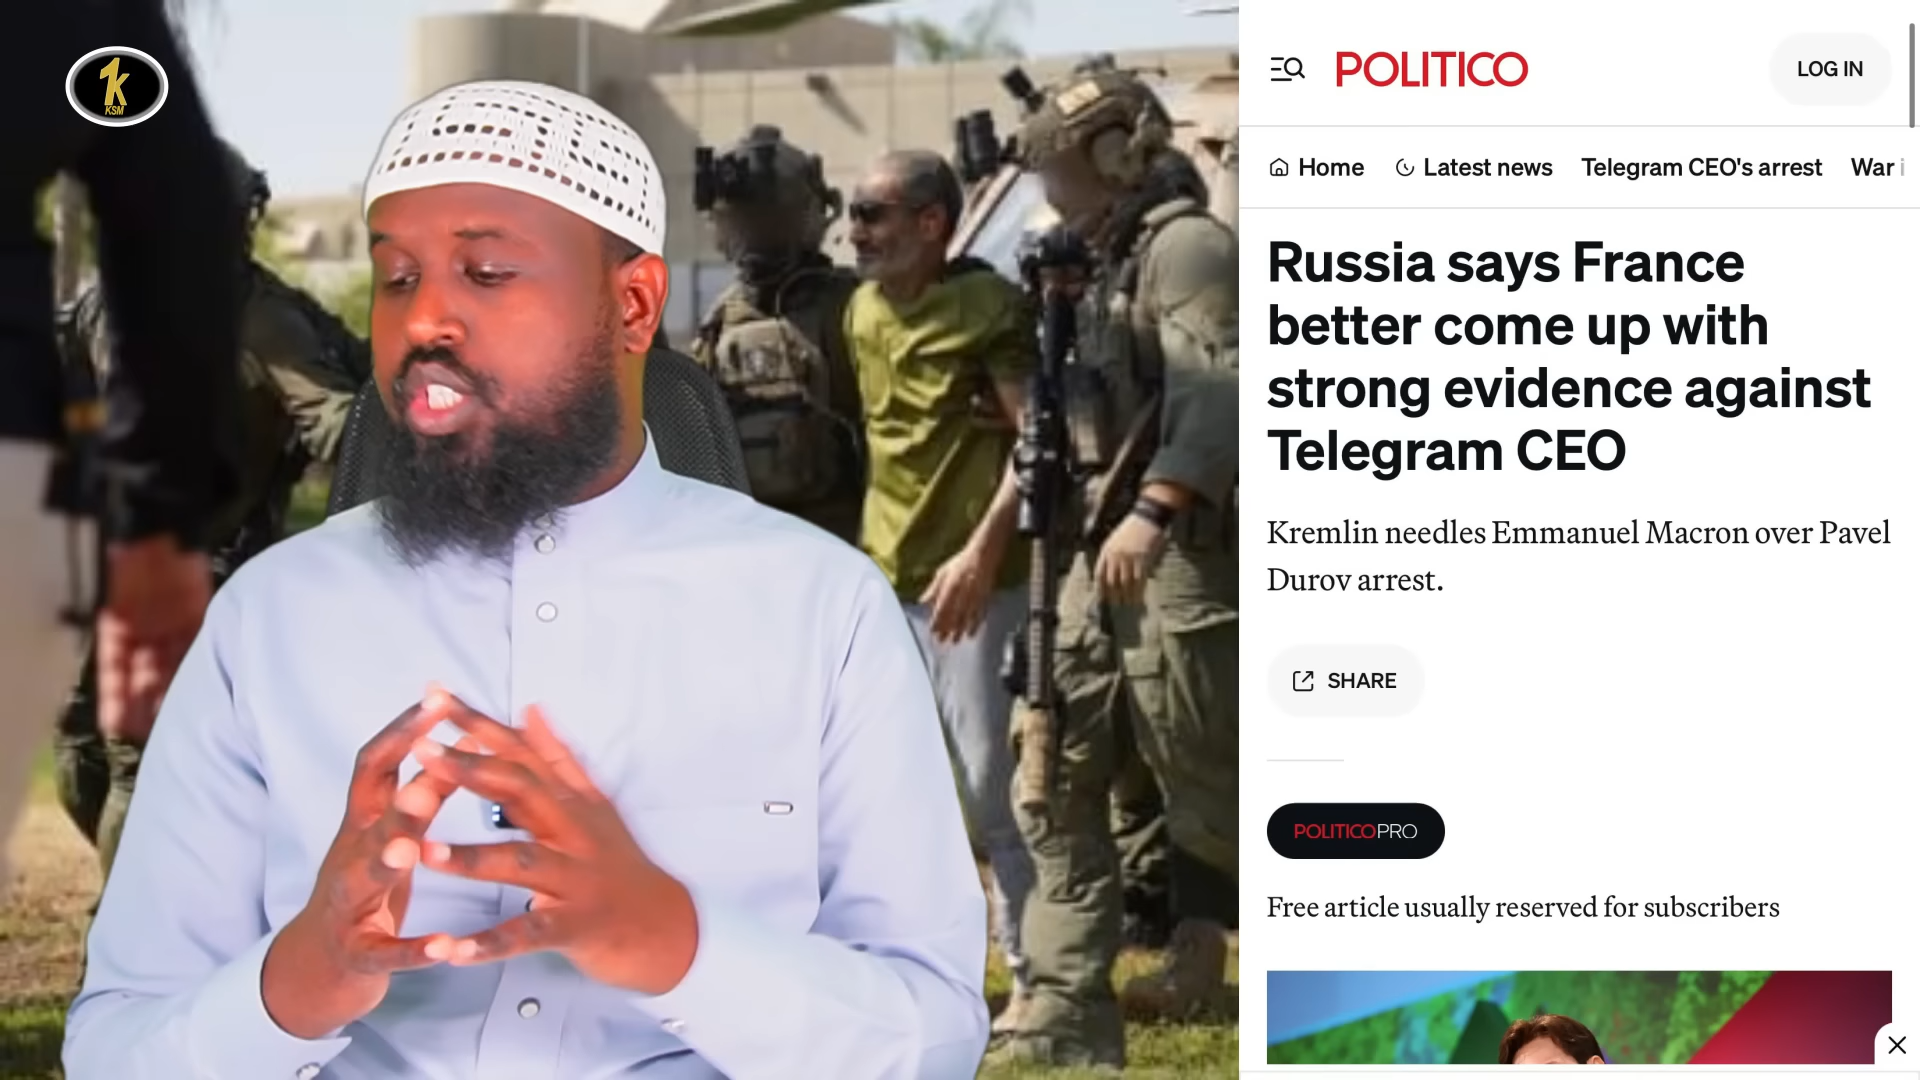 1k
KSM
POLITICO
LOG IN
Home
Latest news
Telegram CEO's arrest
War i
Russia says France
better come up with
strong evidence against
Telegram CEO
Kremlin needles Emmanuel Macron over Pavel
Durov arrest.
SHARE
POLITICOPRO
Free article usually reserved for subscribers